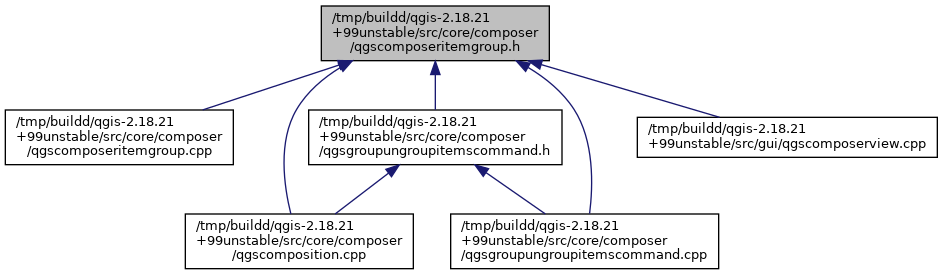 /tmp/buildd/qgis-2.18.21
+99unstable/src/core/composer
/qgscomposeritemgroup.h
/tmp/buildd/qgis-2.18.21
+99unstable/src/core/composer
/qgscomposeritemgroup.cpp
/tmp/buildd/qgis-2.18.21
+99unstable/src/core/composer
/qgsgroupungroupitemscommand.h
/tmp/buildd/qgis-2.18.21
+99unstable/src/gui/qgscomposerview.cpp
/tmp/buildd/qgis-2.18.21
+99unstable/src/core/composer
/qgscomposition.cpp
/tmp/buildd/qgis-2.18.21
+99unstable/src/core/composer
/qgsgroupungroupitemscommand.cpp